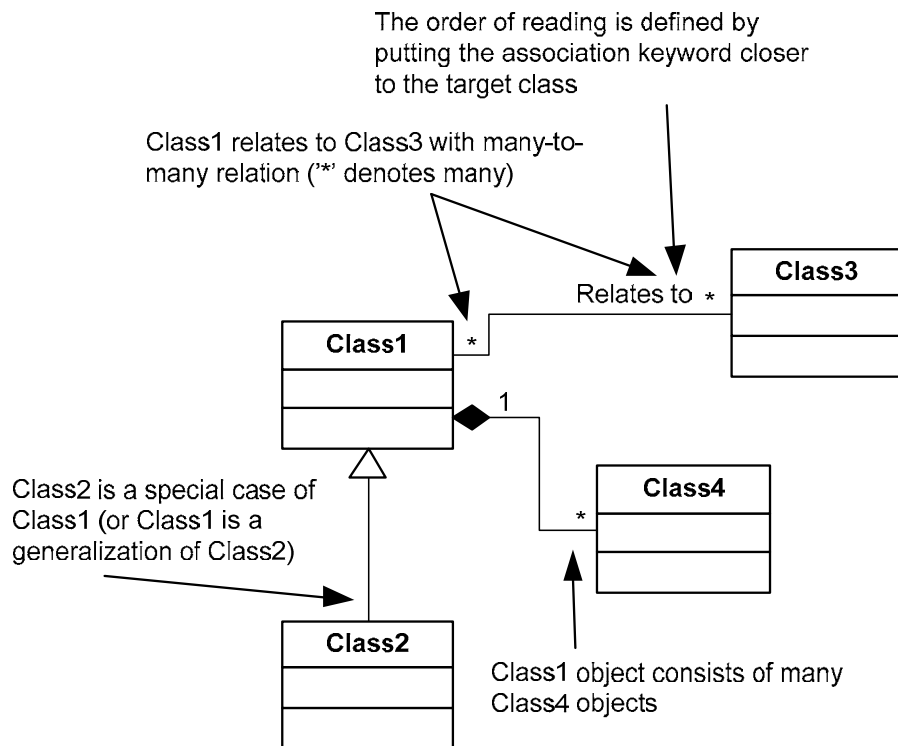 The order of reading is defined by
putting the association keyword closer
to the target class
Class1 relates to Class3 with many-to-
many relation ('*' denotes many)
Class3
Relates to *
Class1
*
1
Class4
*
Class2 is a special case of
Class1 (or Class1 is a
generalization of Class2)
Class2
Class1 object consists of many
Class4 objects